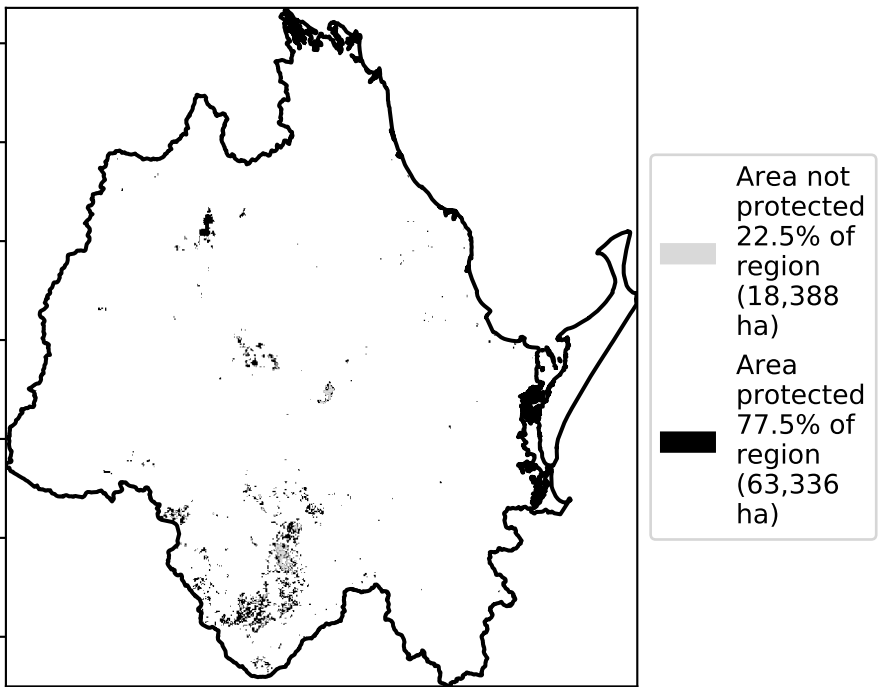 Area not
protected
22.5% of
region
(18,388
ha)
Area
protected
77.5% of
region
(63,336
ha)